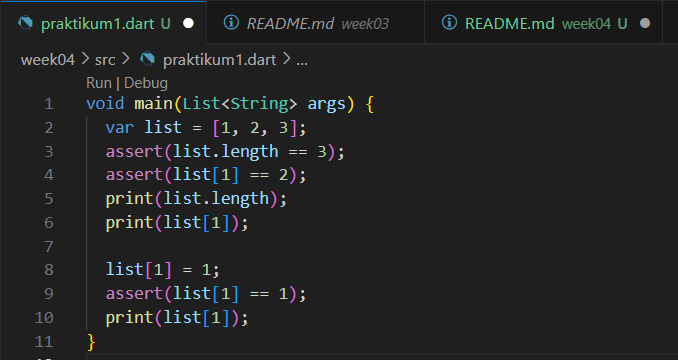 praktikum1.dart U
README.md week03
README.md week04 U
week04 > src > praktikum1.dart > ...
Run | Debug
1 void main(List<String> args) {
2   var list = [1, 2, 3];
3   assert(list.length == 3);
4   assert(list[1] == 2);
5   print(list.length);
6   print(list[1]);
7
8   list[1] = 1;
9   assert(list[1] == 1);
10   print(list[1]);
11 }